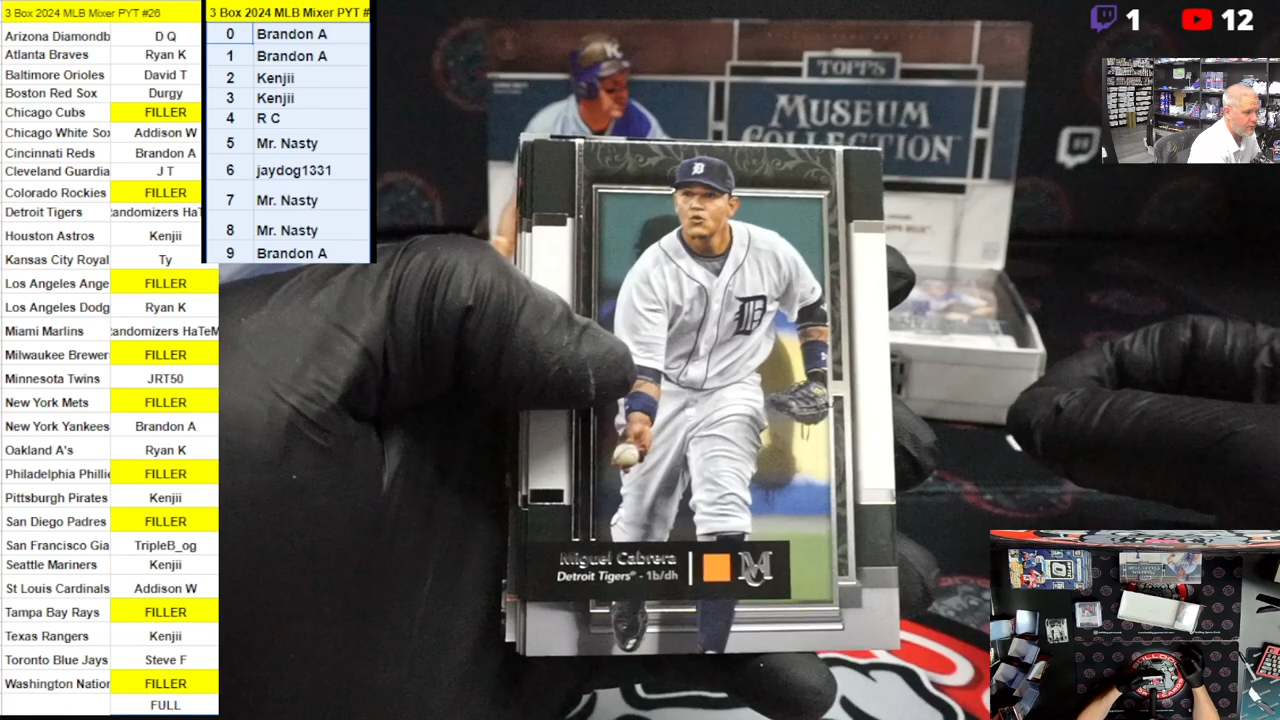 3 Box 2024 MLB Mixer PYT #26
Arizona Diamondb D Q
Atlanta Braves Ryan K
Baltimore Orioles David T
Boston Red Sox Durgy
Chicago Cubs FILLER
Chicago White Sox Addison W
Cincinnati Reds Brandon A
Cleveland Guardia J T
Colorado Rockies FILLER
Detroit Tigers Randomizers HaT
Houston Astros Kenjii
Kansas City Royal Ty
Los Angeles Ange FILLER
Los Angeles Dodg Ryan K
Miami Marlins Randomizers HaTeM
Milwaukee Brewer FILLER
Minnesota Twins JRT50
New York Mets FILLER
New York Yankees Brandon A
Oakland A's Ryan K
Philadelphia Phillie FILLER
Pittsburgh Pirates Kenjii
San Diego Padres FILLER
San Francisco Gia TripleB_og
Seattle Mariners Kenjii
St Louis Cardinals Addison W
Tampa Bay Rays FILLER
Texas Rangers Kenjii
Toronto Blue Jays Steve F
Washington Nation FILLER
FULL
3 Box 2024 MLB Mixer PYT #
0 Brandon A
1 Brandon A
2 Kenjii
3 Kenjii
4 R C
5 Mr. Nasty
6 jaydog1331
7 Mr. Nasty
8 Mr. Nasty
9 Brandon A
1
12
TOPPS
MUSEUM
COLLECTION
D
Miguel Cabrera
Detroit Tigers® - 1b/dh
MC